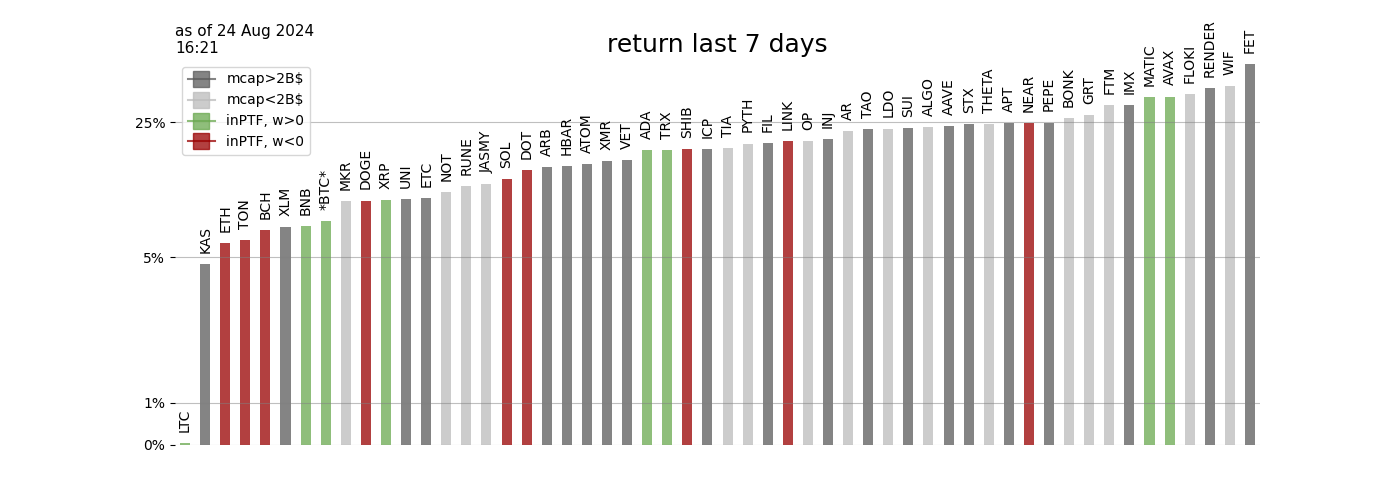 as of 24 Aug 2024
16:21
return last 7 days
mcap>2B$
mcap<2B$
inPTF, w>0
inPTF, w<0
25%
5%
1%
0%
LTC
KAS
ETH
TON
BCH
XLM
BNB
*BTC*
MKR
DOGE
XRP
UNI
ETC
NOT
RUNE
JASMY
SOL
DOT
ARB
HBAR
ATOM
XMR
VET
ADA
TRX
SHIB
ICP
TIA
PYTH
FIL
LINK
OP
INJ
AR
TAO
LDO
SUI
ALGO
AAVE
STX
THETA
APT
NEAR
PEPE
BONK
GRT
FTM
IMX
MATIC
AVAX
FLOKI
RENDER
WIF
FET